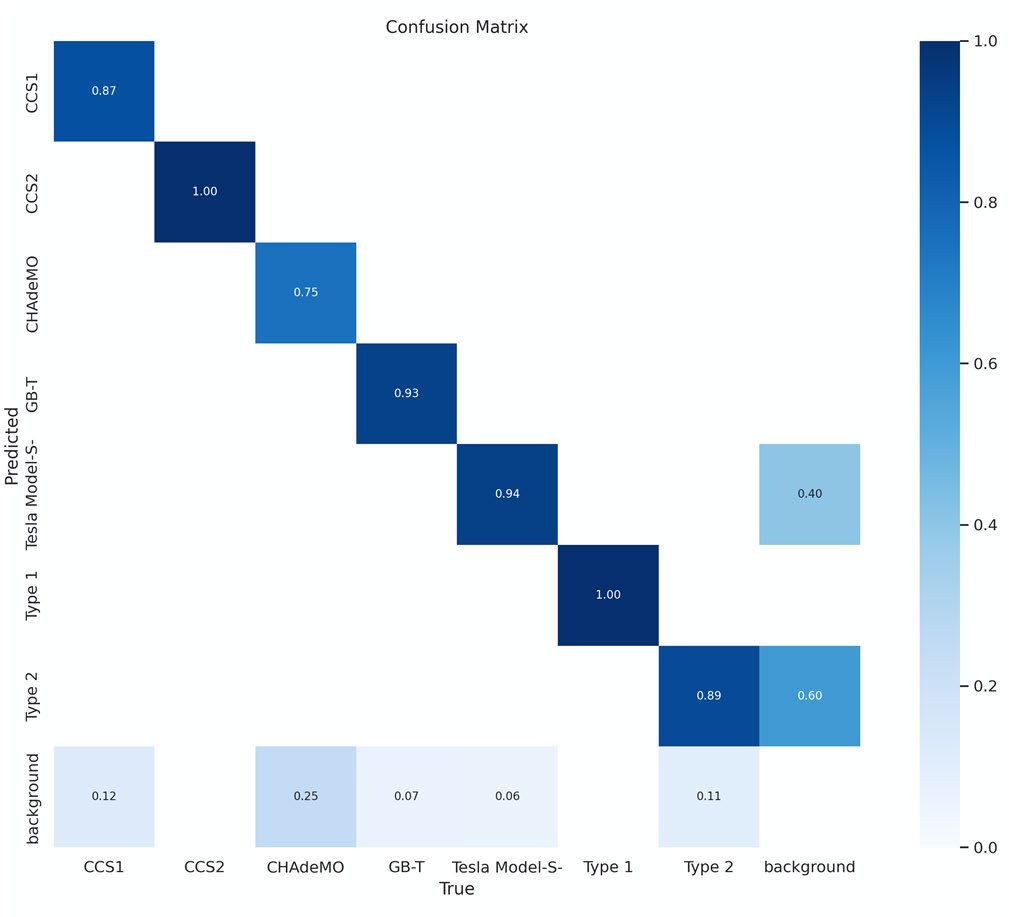 Confusion Matrix
CCS1
0.87
CCS2
1.00
CHAdeMO
0.75
GB-T
0.93
Tesla Model-S-
0.94
0.40
Type 1
1.00
Type 2
0.89
0.60
background
0.12
0.25
0.07
0.06
0.11
Predicted
CCS1 CCS2 CHAdeMO GB-T Tesla Model-S- Type 1 Type 2 background
True
1.0
0.8
0.6
0.4
0.2
0.0